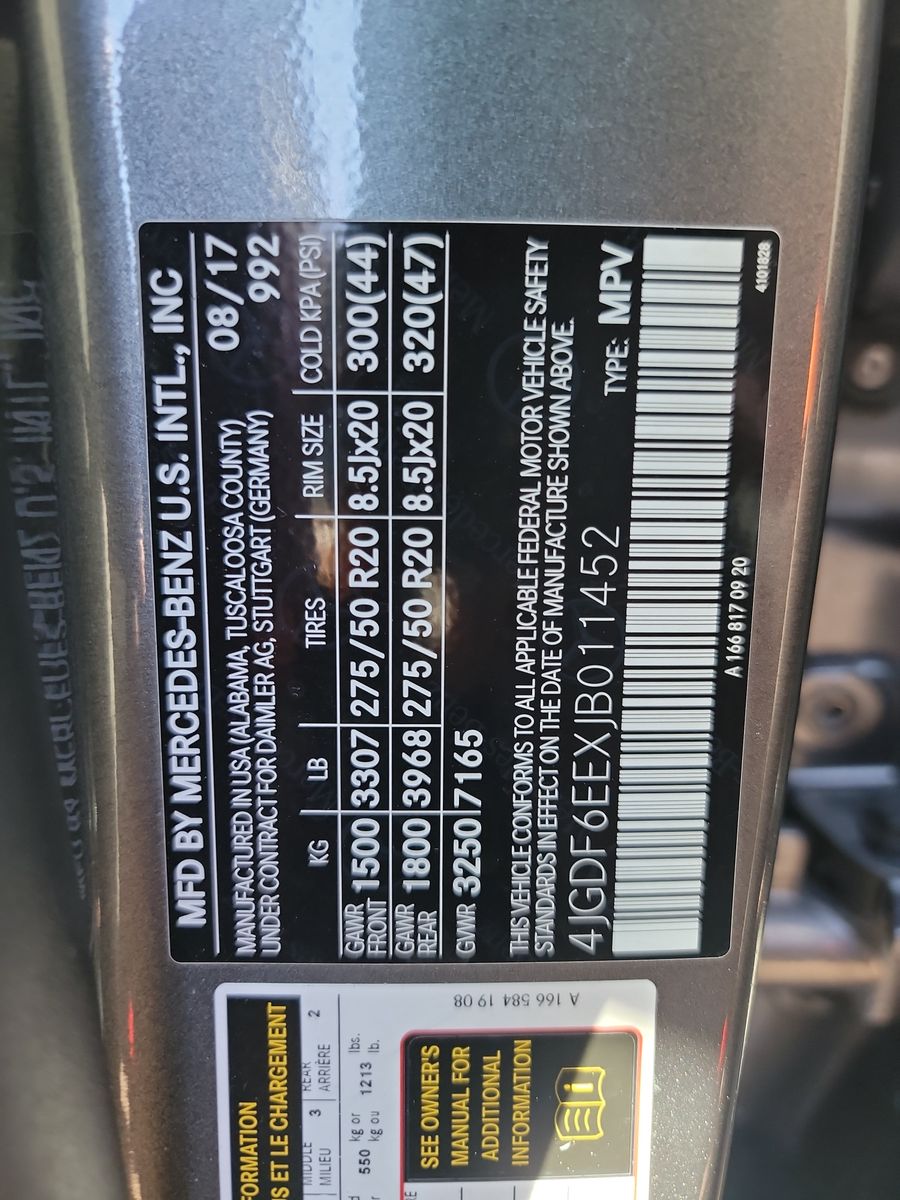 MFD BY MERCEDES-BENZ U.S. INTL., INC
MANUFACTURED IN USA (ALABAMA, TUSCALOOSA COUNTY) 08/17
UNDER CONTRACT FOR DAIMLER AG, STUTTGART (GERMANY) 992
KG LB TIRES RIM SIZE COLD KPA(PSI)
GAWR FRONT 1500 3307 275/50 R20 8.5Jx20 300(44)
GAWR REAR 1800 3968 275/50 R20 8.5Jx20 320(47)
GVWR 3250 7165
THIS VEHICLE CONFORMS TO ALL APPLICABLE FEDERAL MOTOR VEHICLE SAFETY
STANDARDS IN EFFECT ON THE DATE OF MANUFACTURE SHOWN ABOVE.
4JGDF6EEXJB011452 TYPE: MPV
A 166 817 09 20
4101828
FORMATION
S ET LE CHARGEMENT
MIDDLE 3 REAR 2
MILIEU ARRIÈRE
550 kg or 1213 lbs.
kg ou lb.
SEE OWNER'S
MANUAL FOR
ADDITIONAL
INFORMATION
A 166 584 19 08